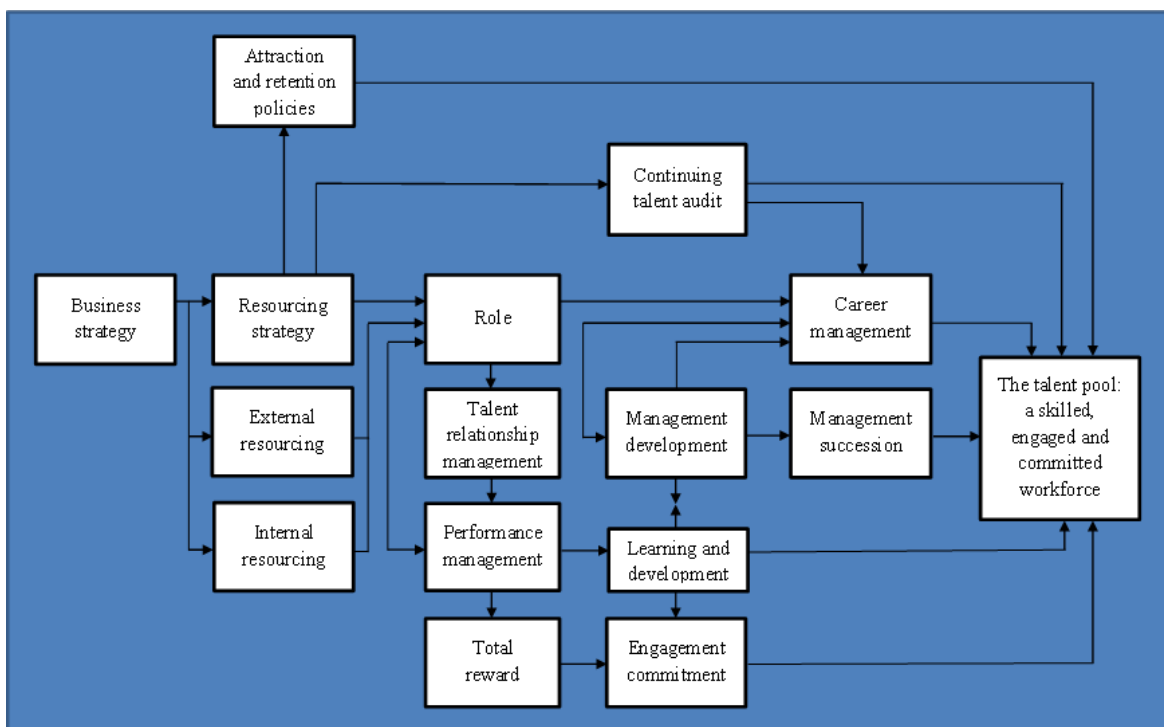 Attraction
and retention
policies
Continuing
talent audit
Business
strategy
Resourcing
strategy
Role
Career
management
External
resourcing
Talent
relationship
management
Management
development
Management
succession
The talent pool:
a skilled,
engaged and
committed
workforce
Internal
resourcing
Performance
management
Learning and
development
Total
reward
Engagement
commitment